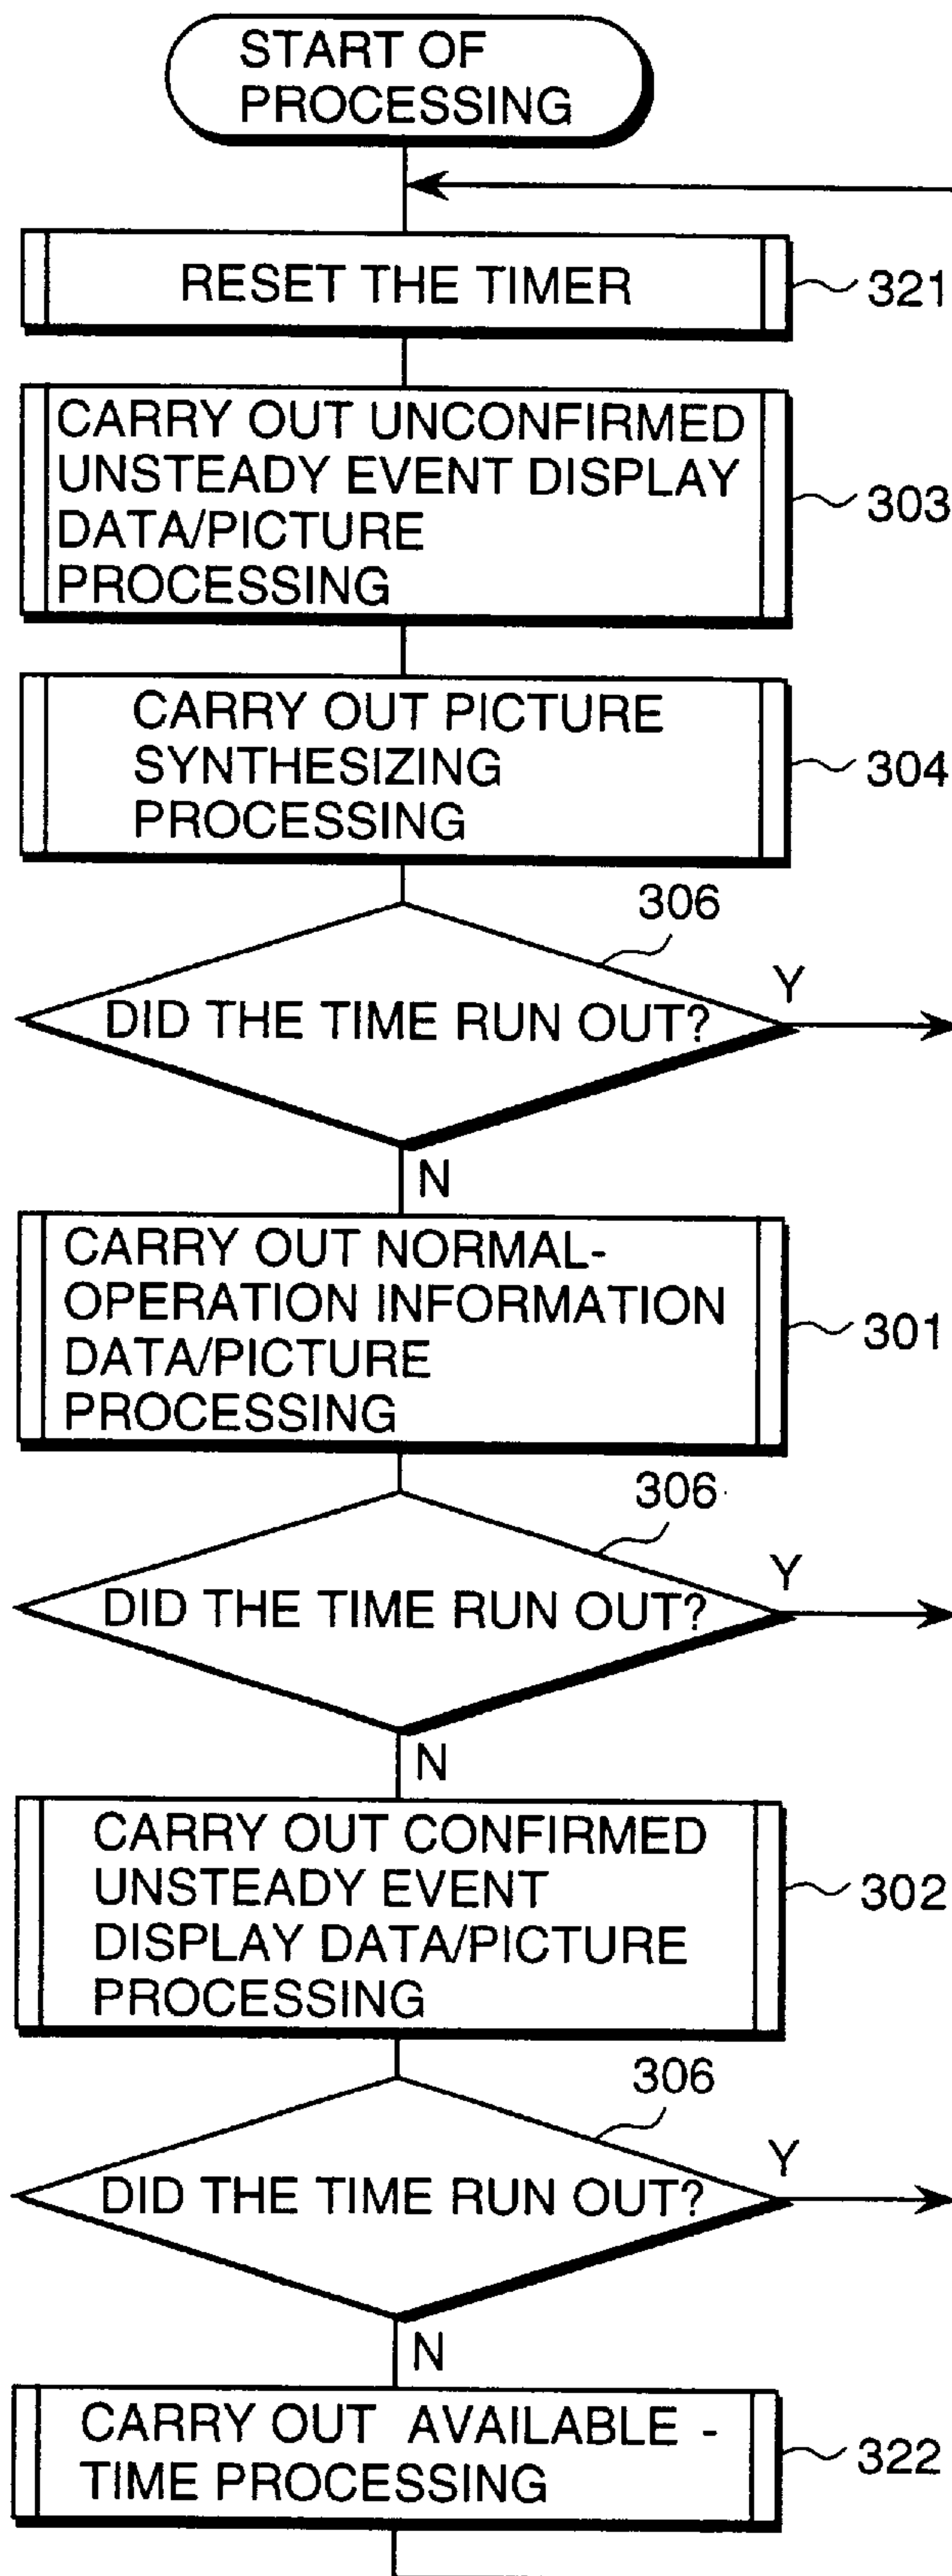 START OF
PROCESSING
RESET THE TIMER
321
CARRY OUT UNCONFIRMED
UNSTEADY EVENT DISPLAY
DATA/PICTURE
PROCESSING
303
CARRY OUT PICTURE
SYNTHESIZING
PROCESSING
304
306
DID THE TIME RUN OUT?
Y
N
CARRY OUT NORMAL-
OPERATION INFORMATION
DATA/PICTURE
PROCESSING
301
306
DID THE TIME RUN OUT?
Y
N
CARRY OUT CONFIRMED
UNSTEADY EVENT
DISPLAY DATA/PICTURE
PROCESSING
302
306
DID THE TIME RUN OUT?
Y
N
CARRY OUT AVAILABLE -
TIME PROCESSING
322